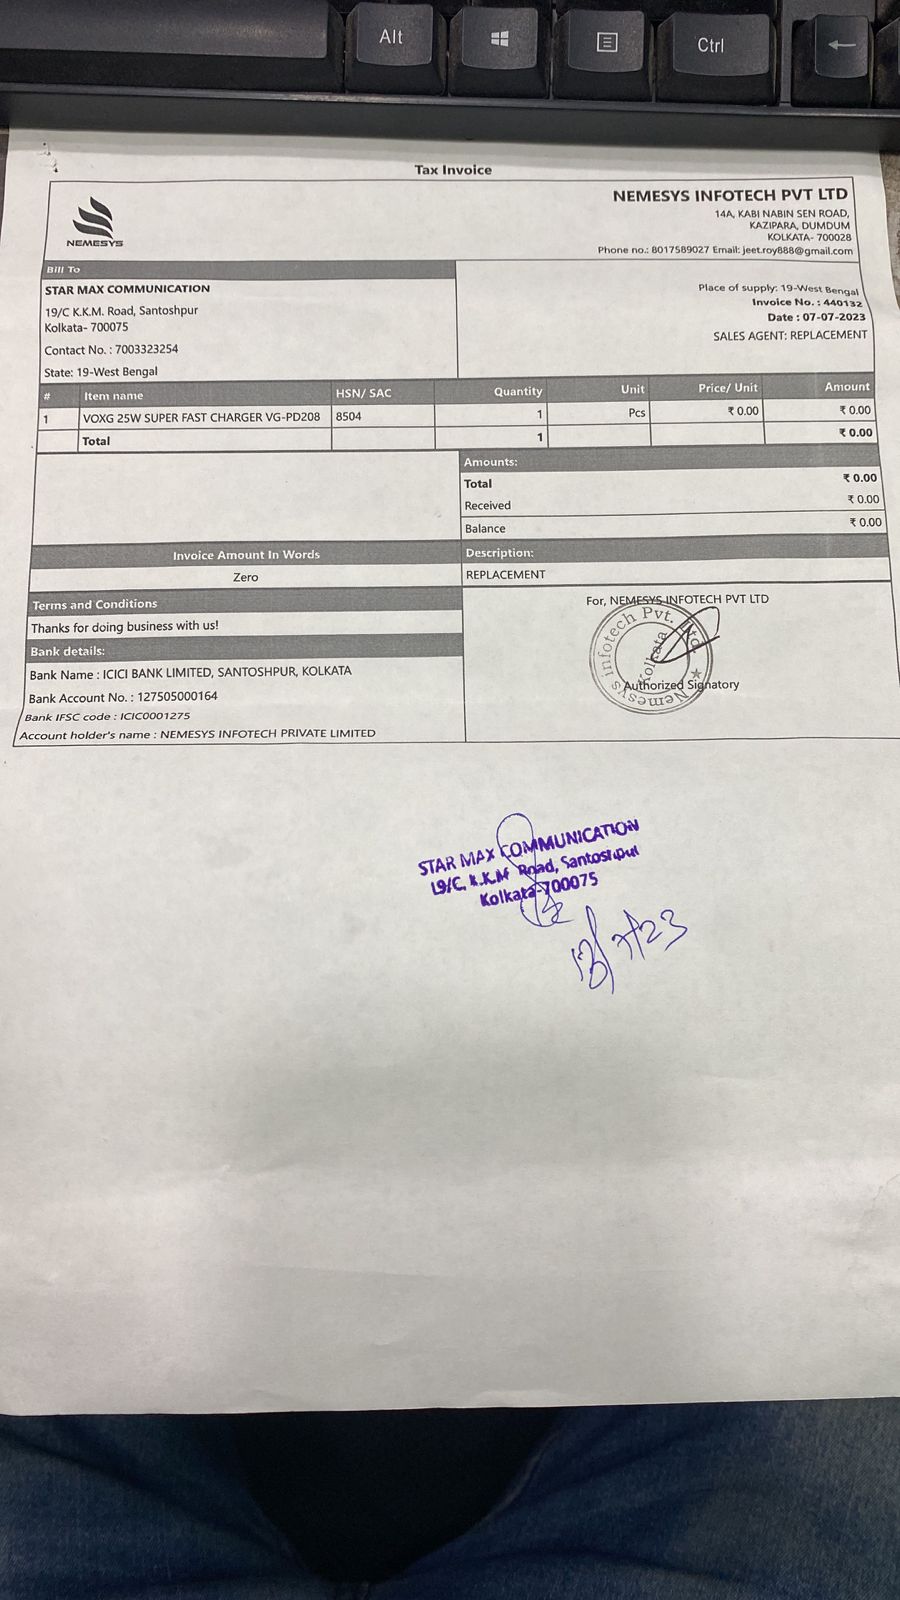 Alt
Ctrl
Tax Invoice
NEMESYS
NEMESYS INFOTECH PVT LTD
14A, KABI NABIN SEN ROAD,
KAZIPARA, DUMDUM
KOLKATA- 700028
Phone no.: 8017589027 Email: jeet.roy888@gmail.com
Bill To
STAR MAX COMMUNICATION
19/C K.K.M. Road, Santoshpur
Kolkata- 700075
Contact No. : 7003323254
State: 19-West Bengal
Place of supply: 19-West Bengal
Invoice No. : 440132
Date : 07-07-2023
SALES AGENT: REPLACEMENT
# Item name HSN/ SAC Quantity Unit Price/ Unit Amount
1 VOXG 25W SUPER FAST CHARGER VG-PD208 8504 1 Pcs ₹ 0.00 ₹ 0.00
Total 1 ₹ 0.00
Amounts:
Total ₹ 0.00
Received ₹ 0.00
Balance ₹ 0.00
Invoice Amount In Words
Zero
Description:
REPLACEMENT
Terms and Conditions
Thanks for doing business with us!
Bank details:
Bank Name : ICICI BANK LIMITED, SANTOSHPUR, KOLKATA
Bank Account No. : 127505000164
Bank IFSC code : ICIC0001275
Account holder's name : NEMESYS INFOTECH PRIVATE LIMITED
For, NEMESYS INFOTECH PVT LTD
Nemesys Infotech Pvt. Ltd. ★
Kolkata
Authorized Signatory
STAR MAX COMMUNICATION
19/C, K.K.M Road, Santoshpur
Kolkata-700075
/7/23